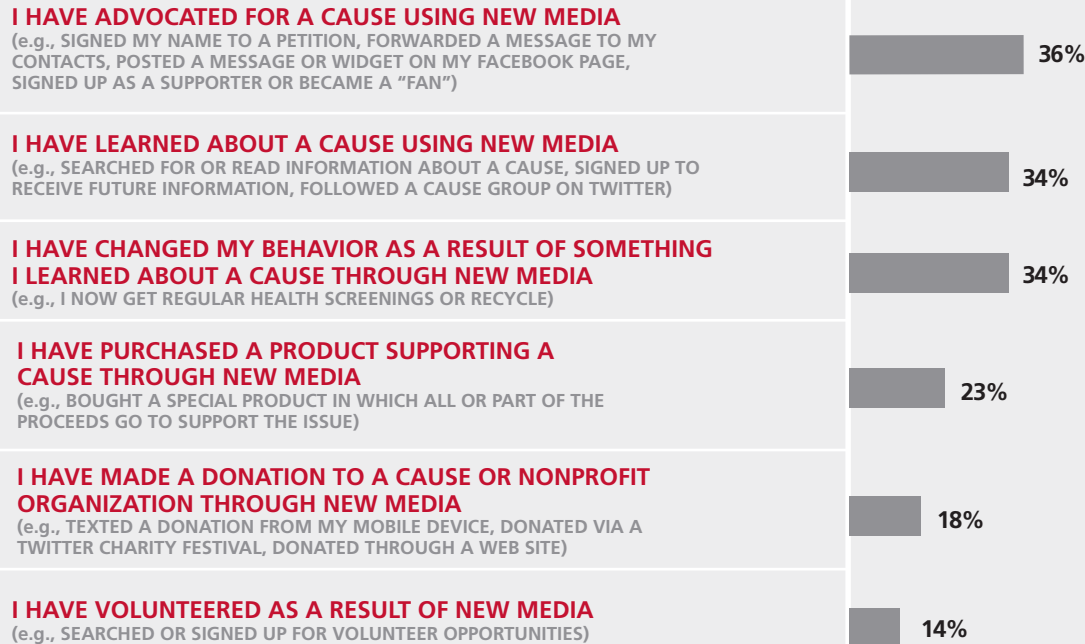 I HAVE ADVOCATED FOR A CAUSE USING NEW MEDIA
(e.g., SIGNED MY NAME TO A PETITION, FORWARDED A MESSAGE TO MY
CONTACTS, POSTED A MESSAGE OR WIDGET ON MY FACEBOOK PAGE,
SIGNED UP AS A SUPPORTER OR BECAME A “FAN”)
36%
I HAVE LEARNED ABOUT A CAUSE USING NEW MEDIA
(e.g., SEARCHED FOR OR READ INFORMATION ABOUT A CAUSE, SIGNED UP TO
RECEIVE FUTURE INFORMATION, FOLLOWED A CAUSE GROUP ON TWITTER)
34%
I HAVE CHANGED MY BEHAVIOR AS A RESULT OF SOMETHING
I LEARNED ABOUT A CAUSE THROUGH NEW MEDIA
(e.g., I NOW GET REGULAR HEALTH SCREENINGS OR RECYCLE)
34%
I HAVE PURCHASED A PRODUCT SUPPORTING A
CAUSE THROUGH NEW MEDIA
(e.g., BOUGHT A SPECIAL PRODUCT IN WHICH ALL OR PART OF THE
PROCEEDS GO TO SUPPORT THE ISSUE)
23%
I HAVE MADE A DONATION TO A CAUSE OR NONPROFIT
ORGANIZATION THROUGH NEW MEDIA
(e.g., TEXTED A DONATION FROM MY MOBILE DEVICE, DONATED VIA A
TWITTER CHARITY FESTIVAL, DONATED THROUGH A WEB SITE)
18%
I HAVE VOLUNTEERED AS A RESULT OF NEW MEDIA
(e.g., SEARCHED OR SIGNED UP FOR VOLUNTEER OPPORTUNITIES)
14%